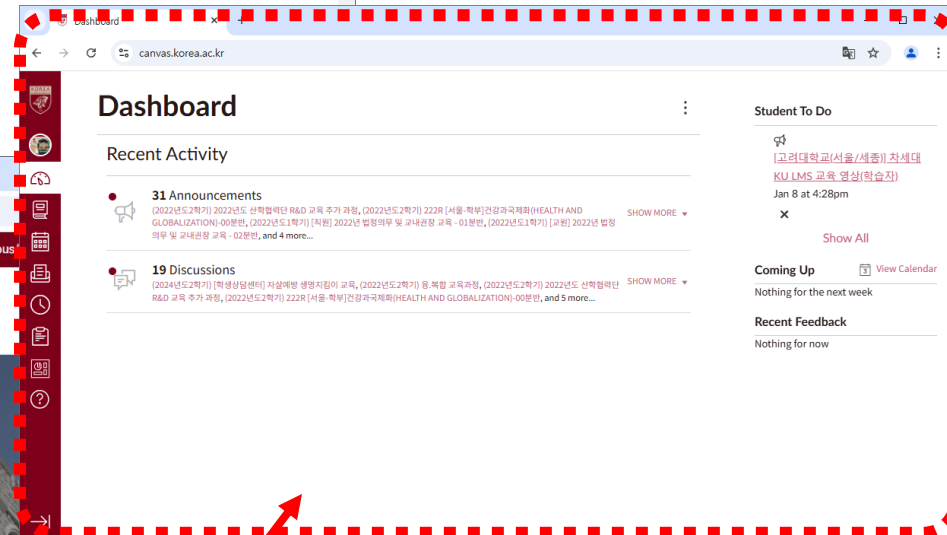 Dashboard
canvas.korea.ac.kr
KOREA
Dashboard
Recent Activity
31 Announcements
(2022년도2학기) 2022년도 산학협력단 R&D 교육 추가 과정, (2022년도2학기) 222R [서울-학부]건강과국제화(HEALTH AND
GLOBALIZATION)-00분반, (2022년도1학기) [직원] 2022년 법정의무 및 교내권장 교육 - 01분반, (2022년도1학기) [교원] 2022년 법정
의무 및 교내권장 교육 - 02분반, and 4 more...
SHOW MORE
19 Discussions
(2024년도2학기) [학생상담센터] 자살예방 생명지킴이 교육, (2022년도2학기) 융.복합 교육과정, (2022년도2학기) 2022년도 산학협력단
R&D 교육 추가 과정, (2022년도2학기) 222R [서울-학부]건강과국제화(HEALTH AND GLOBALIZATION)-00분반, and 5 more...
SHOW MORE
Student To Do
[고려대학교(서울/세종)] 차세대
KU LMS 교육 영상(학습자)
Jan 8 at 4:28pm
Show All
Coming Up
3 View Calendar
Nothing for the next week
Recent Feedback
Nothing for now